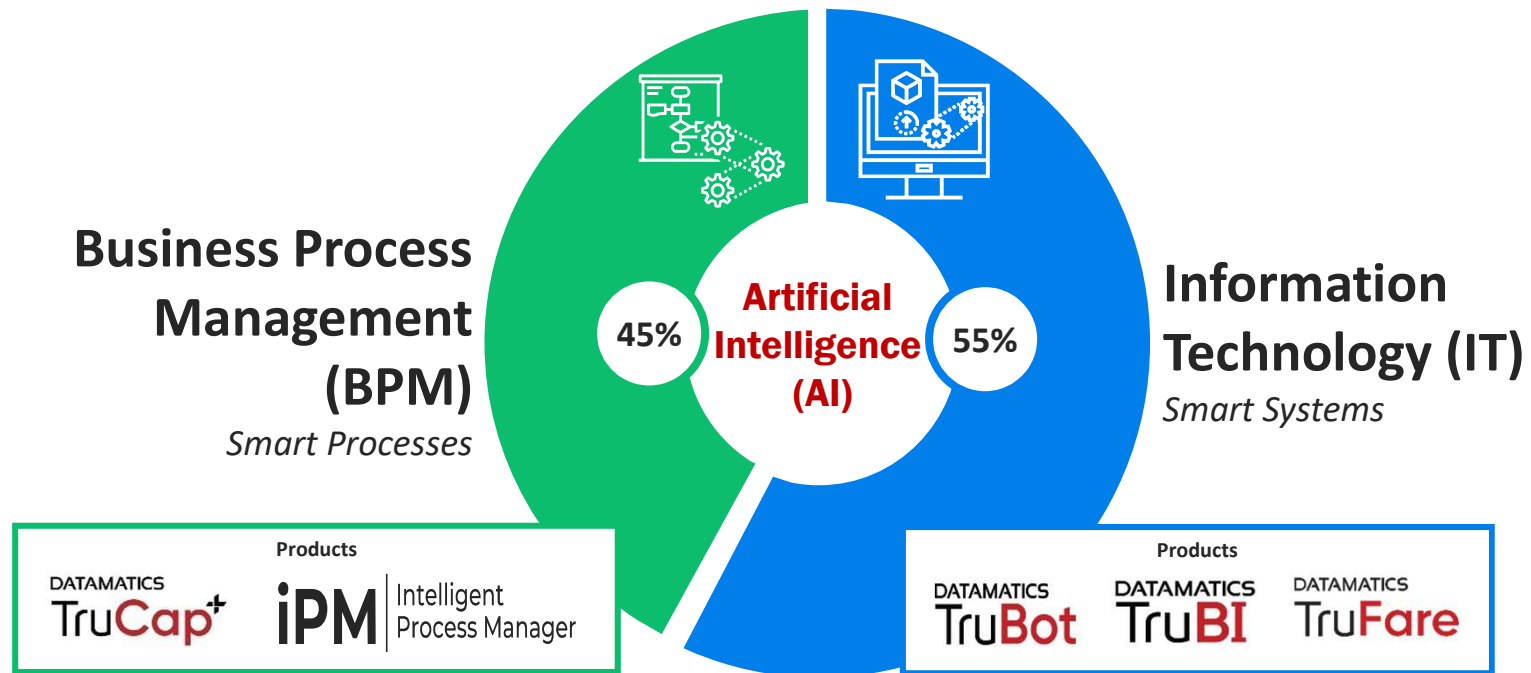 Business Process
Management
(BPM)
Smart Processes
45%
Artificial
Intelligence
(AI)
55%
Information
Technology (IT)
Smart Systems
Products
DATAMATICS
TruCap+
iPM
Intelligent
Process Manager
Products
DATAMATICS
TruBot
DATAMATICS
TruBI
DATAMATICS
TruFare